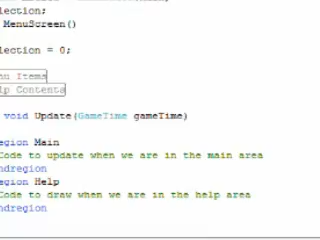 lection;
MenuScreen()
lection = 0;
nu Items
lp Contents
void Update(GameTime gameTime)
egion Main
Code to update when we are in the main area
ndregion
egion Help
Code to draw when we are in the help area
ndregion